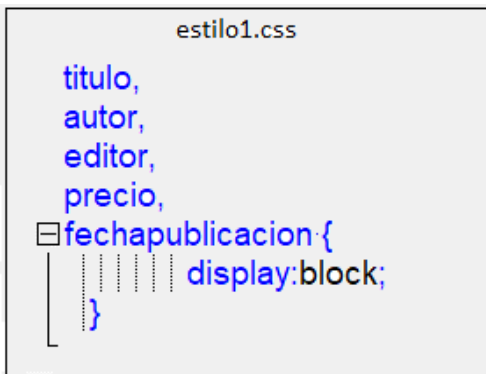 estilo1.css
titulo,
autor,
editor,
precio,
fechapublicacion {
display:block;
}